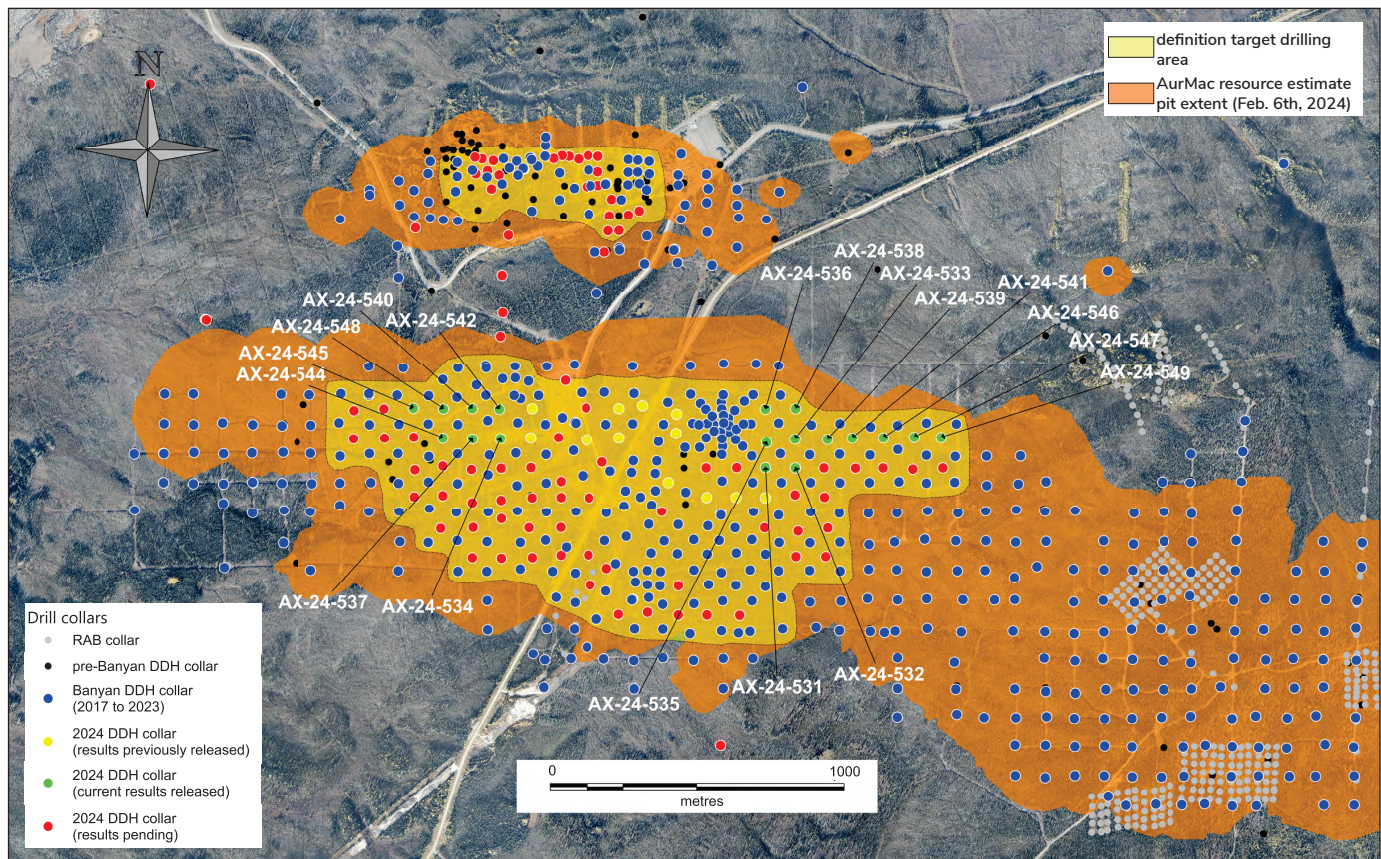 N
definition target drilling
area
AurMac resource estimate
pit extent (Feb. 6th, 2024)
AX-24-538
AX-24-536
AX-24-533
AX-24-541
AX-24-540
AX-24-539
AX-24-542
AX-24-546
AX-24-548
AX-24-547
AX-24-545
AX-24-544
AX-24-549
AX-24-537
AX-24-534
AX-24-532
AX-24-531
AX-24-535
Drill collars
RAB collar
pre-Banyan DDH collar
Banyan DDH collar
(2017 to 2023)
2024 DDH collar
(results previously released)
2024 DDH collar
(current results released)
2024 DDH collar
(results pending)
0
1000
metres